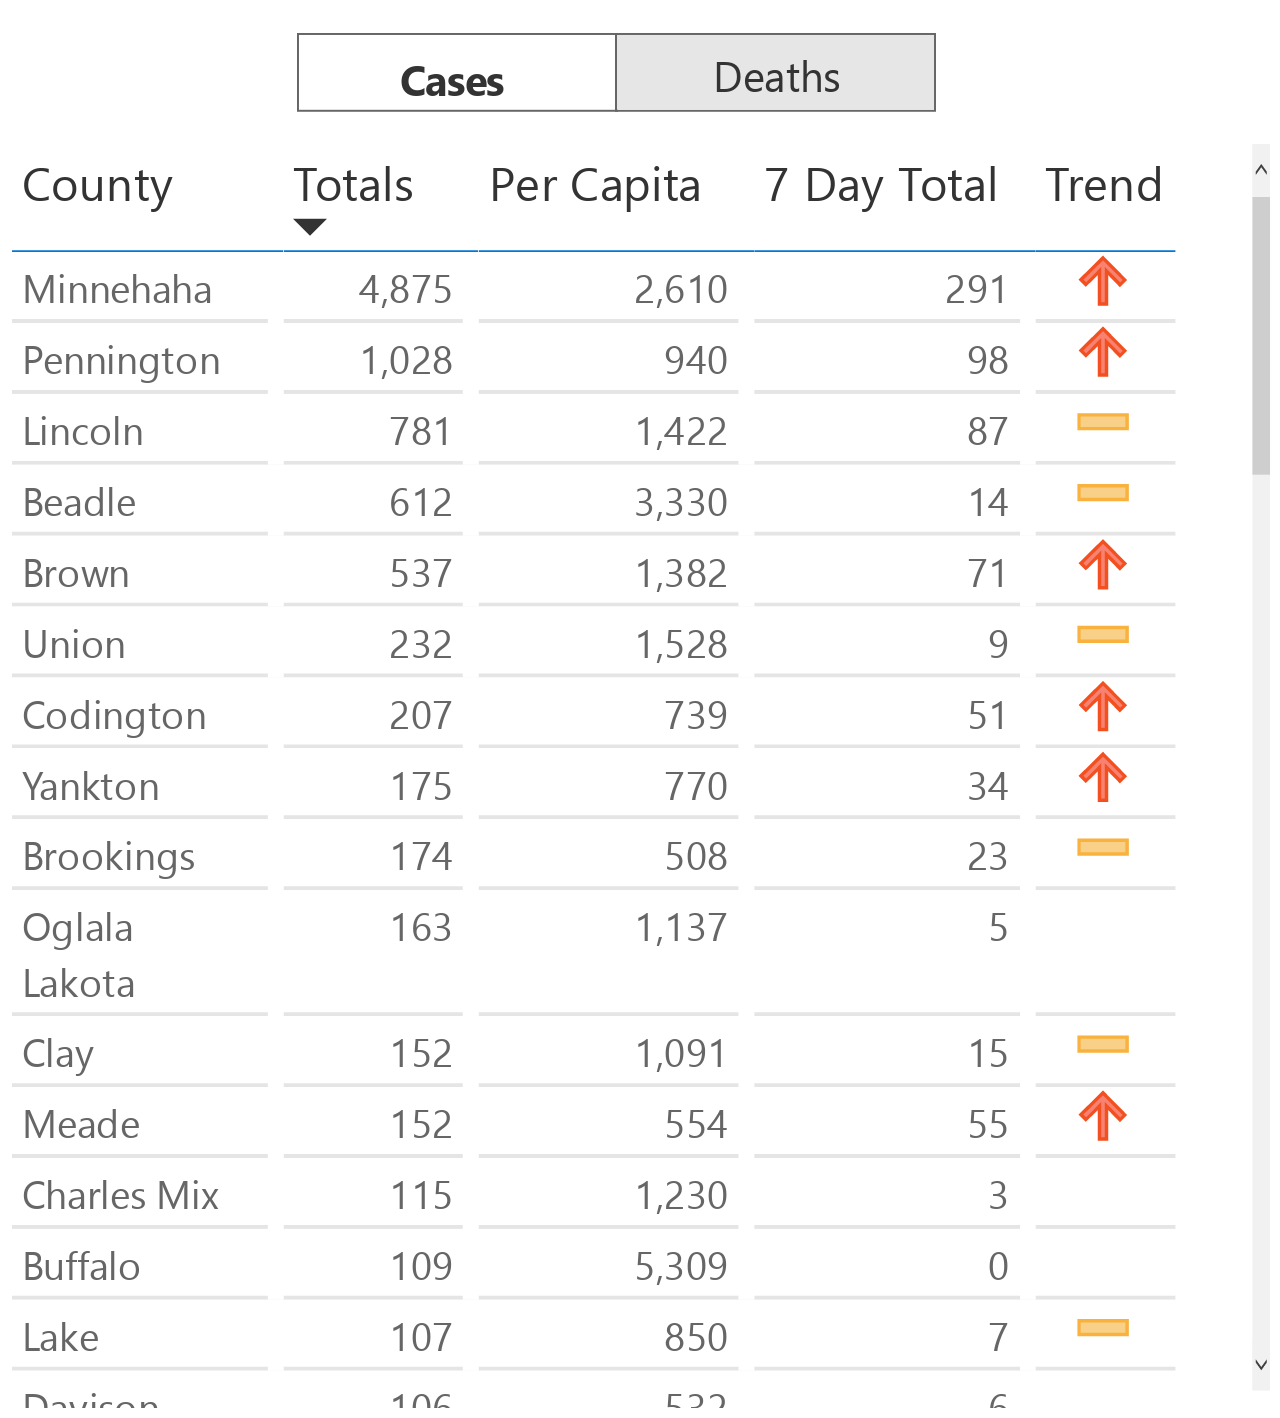 Cases Deaths
County Totals Per Capita 7 Day Total Trend
Minnehaha 4,875 2,610 291
Pennington 1,028 940 98
Lincoln 781 1,422 87
Beadle 612 3,330 14
Brown 537 1,382 71
Union 232 1,528 9
Codington 207 739 51
Yankton 175 770 34
Brookings 174 508 23
Oglala 163 1,137 5
Lakota
Clay 152 1,091 15
Meade 152 554 55
Charles Mix 115 1,230 3
Buffalo 109 5,309 0
Lake 107 850 7
Davison 106 532 6